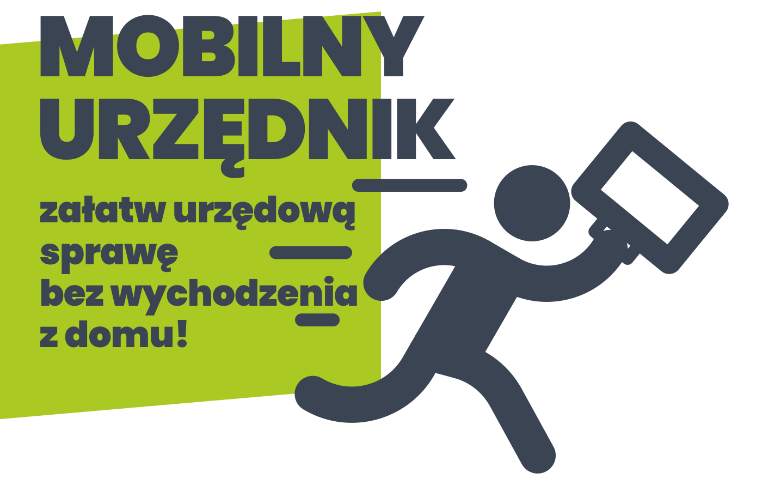 MOBILNY
URZĘDNIK
załatw urzędową
sprawę
bez wychodzenia
z domu!